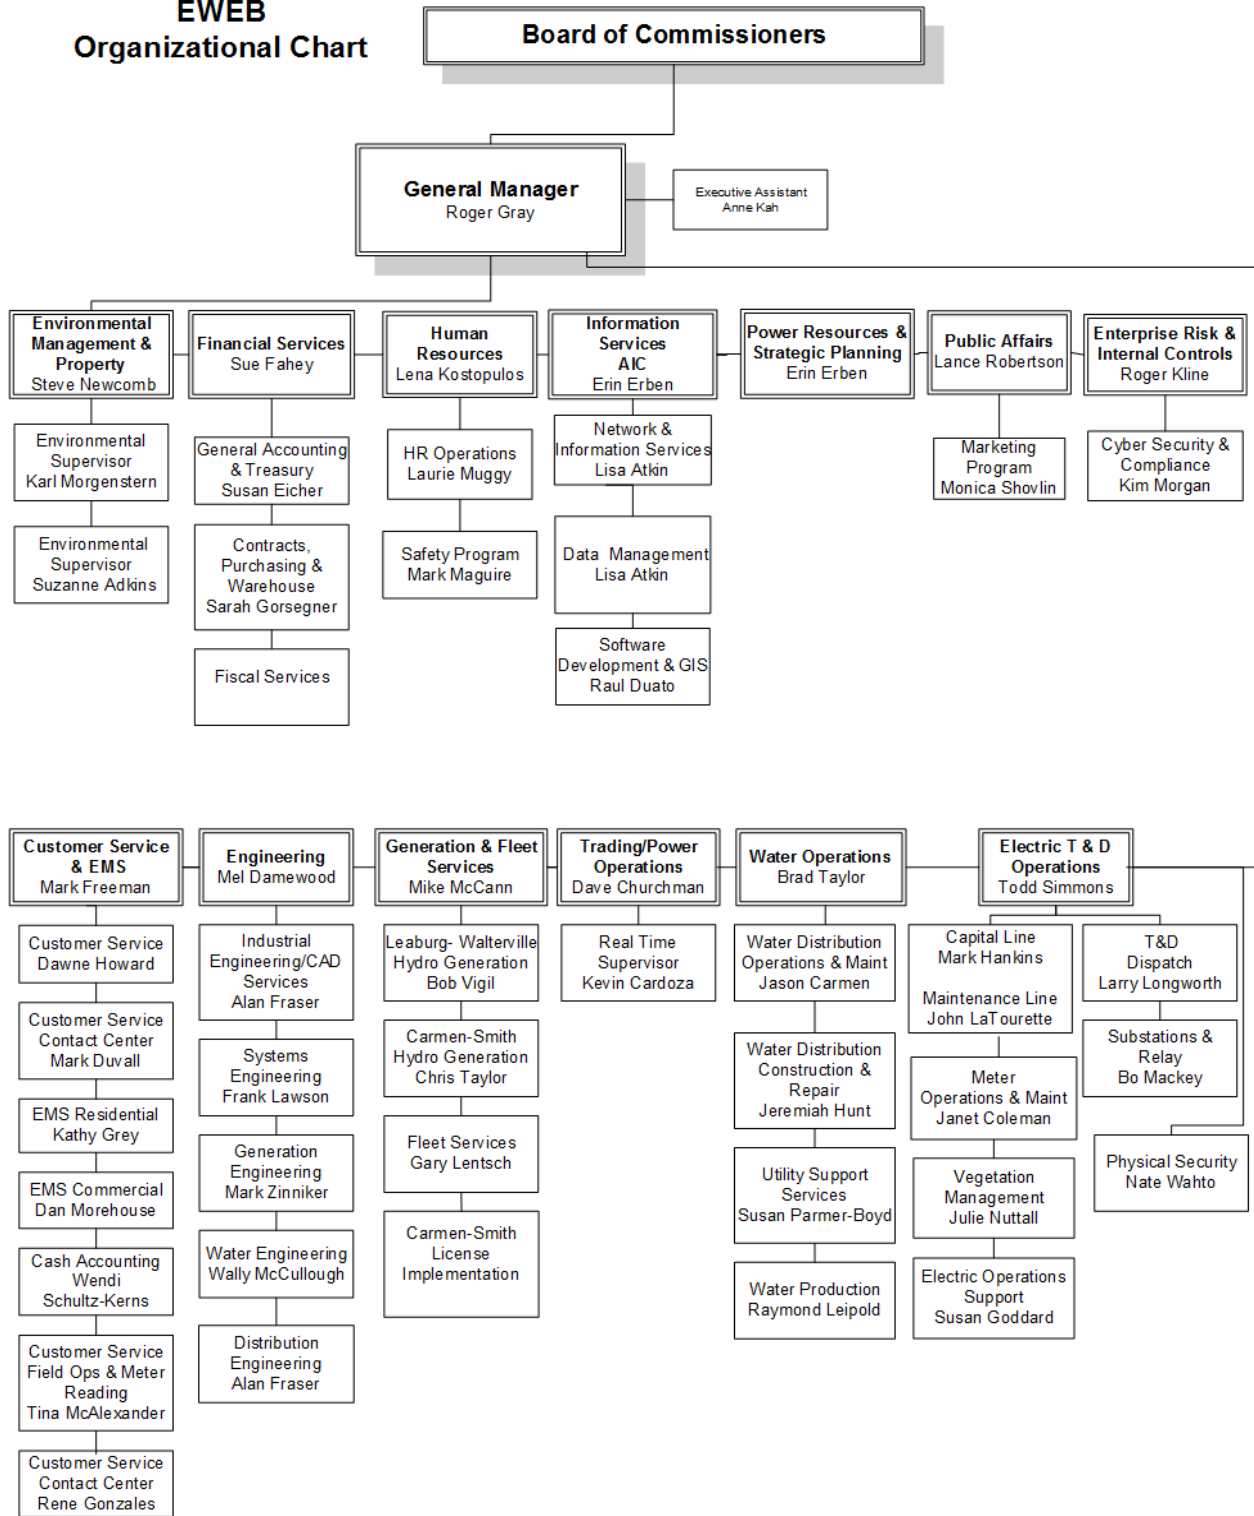 EWEB
Organizational Chart
Board of Commissioners
General Manager
Roger Gray
Executive Assistant
Anne Kah
Environmental
Management &
Property
Steve Newcomb
Financial Services
Sue Fahey
Human
Resources
Lena Kostopulos
Information
Services
AIC
Erin Erben
Power Resources &
Strategic Planning
Erin Erben
Public Affairs
Lance Robertson
Enterprise Risk &
Internal Controls
Roger Kline
Environmental
Supervisor
Karl Morgenstern
Environmental
Supervisor
Suzanne Adkins
General Accounting
& Treasury
Susan Eicher
Contracts,
Purchasing &
Warehouse
Sarah Gorsegner
Fiscal Services
HR Operations
Laurie Muggy
Safety Program
Mark Maguire
Network &
Information Services
Lisa Atkin
Data Management
Lisa Atkin
Software
Development & GIS
Raul Duato
Marketing
Program
Monica Shovlin
Cyber Security &
Compliance
Kim Morgan
Customer Service
& EMS
Mark Freeman
Engineering
Mel Damewood
Generation & Fleet
Services
Mike McCann
Trading/Power
Operations
Dave Churchman
Water Operations
Brad Taylor
Electric T & D
Operations
Todd Simmons
Customer Service
Dawne Howard
Customer Service
Contact Center
Mark Duvall
EMS Residential
Kathy Grey
EMS Commercial
Dan Morehouse
Cash Accounting
Wendi
Schultz-Kerns
Customer Service
Field Ops & Meter
Reading
Tina McAlexander
Customer Service
Contact Center
Rene Gonzales
Industrial
Engineering/CAD
Services
Alan Fraser
Systems
Engineering
Frank Lawson
Generation
Engineering
Mark Zinniker
Water Engineering
Wally McCullough
Distribution
Engineering
Alan Fraser
Leaburg- Walterville
Hydro Generation
Bob Vigil
Carmen-Smith
Hydro Generation
Chris Taylor
Fleet Services
Gary Lentsch
Carmen-Smith
License
Implementation
Real Time
Supervisor
Kevin Cardoza
Water Distribution
Operations & Maint
Jason Carmen
Water Distribution
Construction &
Repair
Jeremiah Hunt
Utility Support
Services
Susan Parmer-Boyd
Water Production
Raymond Leipold
Capital Line
Mark Hankins
Maintenance Line
John LaTourette
Meter
Operations & Maint
Janet Coleman
Vegetation
Management
Julie Nuttall
Electric Operations
Support
Susan Goddard
T&D
Dispatch
Larry Longworth
Substations &
Relay
Bo Mackey
Physical Security
Nate Wahto